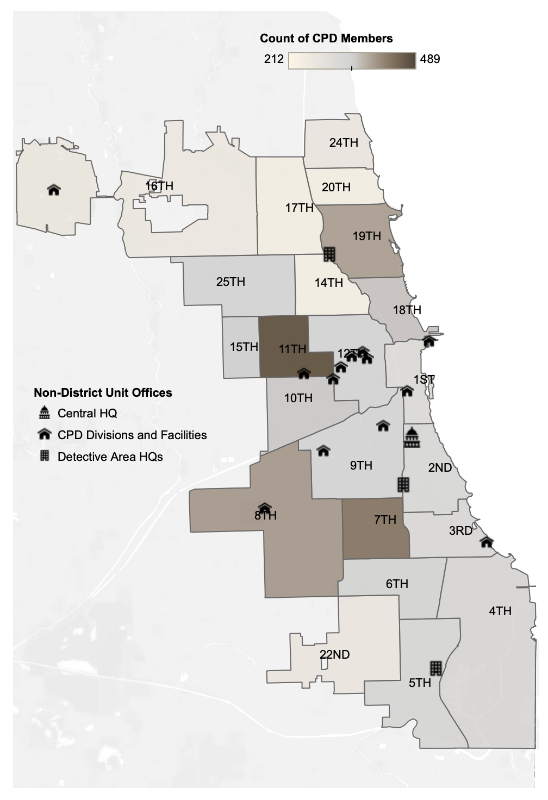 Count of CPD Members
212 489
24TH
16TH
20TH
17TH
19TH
25TH
14TH
18TH
15TH
11TH
12TH
1ST
Non-District Unit Offices
Central HQ
CPD Divisions and Facilities
Detective Area HQs
10TH
9TH
2ND
8TH
7TH
3RD
6TH
4TH
22ND
5TH